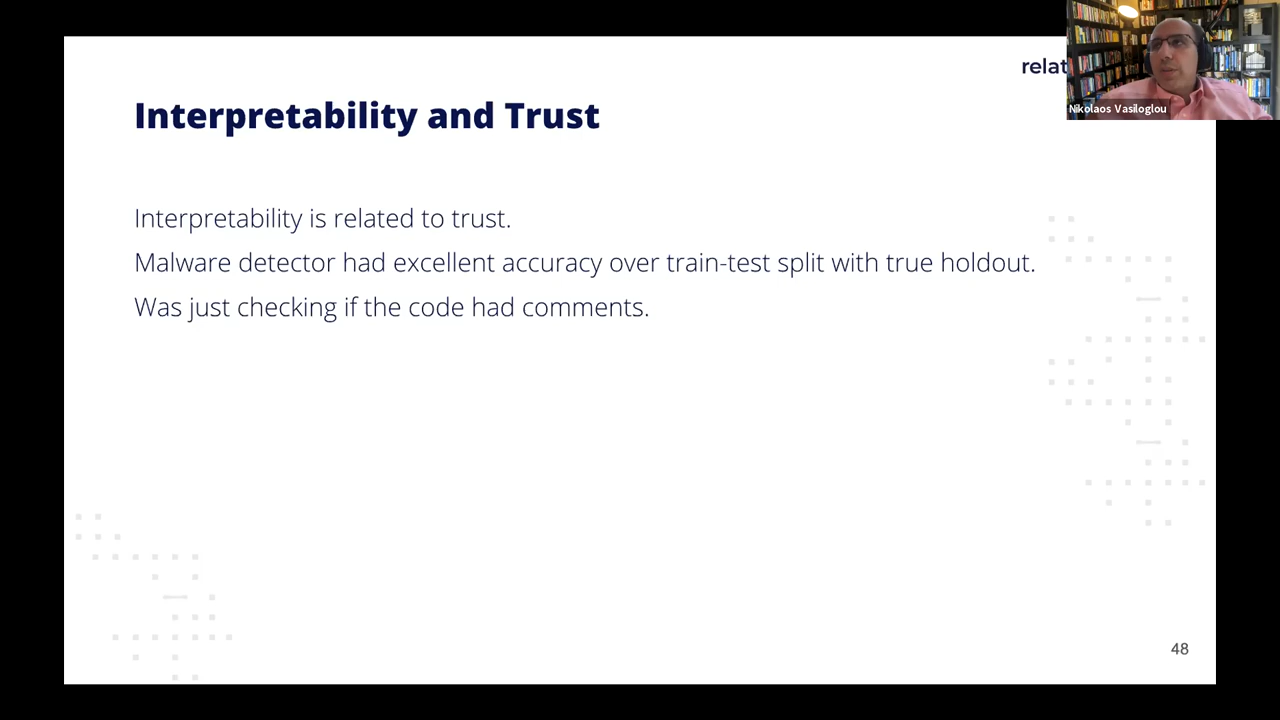 relat
Nikolaos Vasiloglou
Interpretability and Trust
Interpretability is related to trust.
Malware detector had excellent accuracy over train-test split with true holdout.
Was just checking if the code had comments.
48